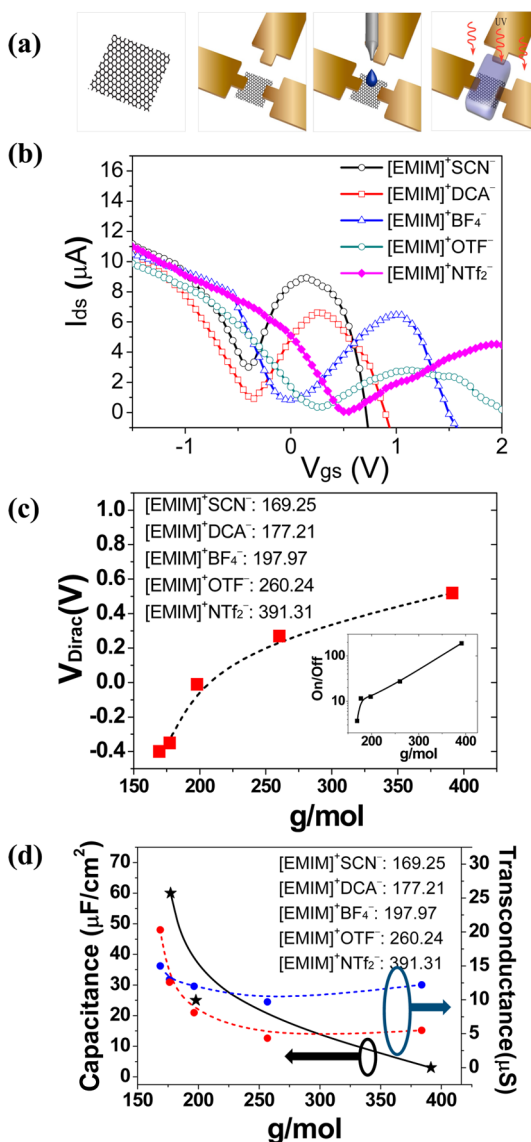 (a)
UV
(b)
16
14
12
10
8
6
4
2
0
Ids (μA)
[EMIM]⁺SCN⁻
[EMIM]⁺DCA⁻
[EMIM]⁺BF₄⁻
[EMIM]⁺OTF⁻
[EMIM]⁺NTf₂⁻
-1 0 1 2
Vgs (V)
(c)
1.0
0.8
0.6
0.4
0.2
0.0
-0.2
-0.4
VDirac(V)
[EMIM]⁺SCN⁻: 169.25
[EMIM]⁺DCA⁻: 177.21
[EMIM]⁺BF₄⁻: 197.97
[EMIM]⁺OTF⁻: 260.24
[EMIM]⁺NTf₂⁻: 391.31
On/Off
100
10
200 300 400
g/mol
150 200 250 300 350 400
g/mol
(d)
70
60
50
40
30
20
10
0
Capacitance (μF/cm²)
[EMIM]⁺SCN⁻: 169.25
[EMIM]⁺DCA⁻: 177.21
[EMIM]⁺BF₄⁻: 197.97
[EMIM]⁺OTF⁻: 260.24
[EMIM]⁺NTf₂⁻: 391.31
30
20
10
0
Transconductance(μS)
150 200 250 300 350 400
g/mol